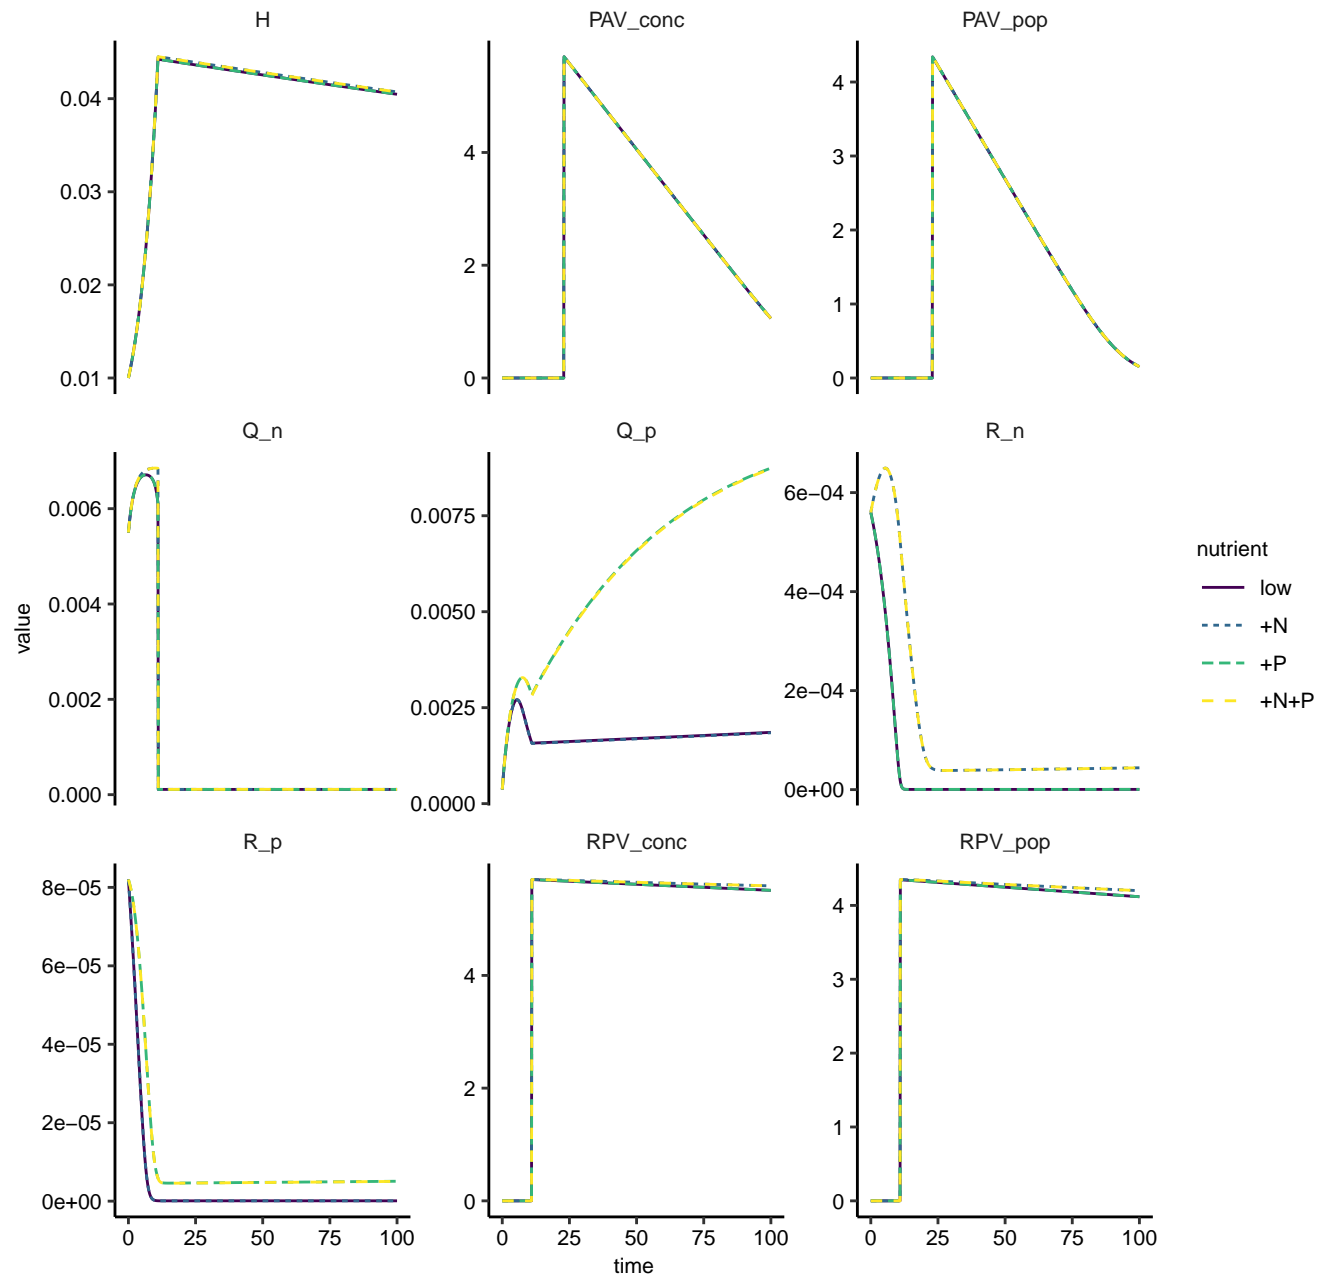 H
PAV_conc
PAV_pop
0.04
0.03
0.02
0.01
4
2
0
4
3
2
1
0
Q_n
Q_p
R_n
0.006
0.004
0.002
0.000
0.0075
0.0050
0.0025
0.0000
6e−04
4e−04
2e−04
0e+00
value
nutrient
low
+N
+P
+N+P
R_p
RPV_conc
RPV_pop
8e−05
6e−05
4e−05
2e−05
0e+00
4
2
0
4
3
2
1
0
0 25 50 75 100
0 25 50 75 100
0 25 50 75 100
time